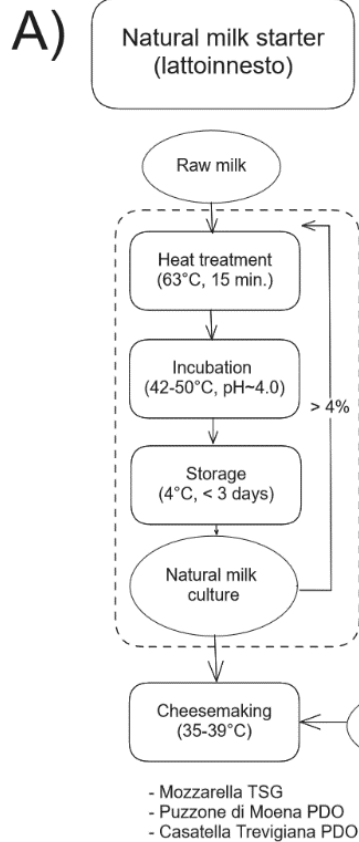 A)
Natural milk starter
(lattoinnesto)
Raw milk
Heat treatment
(63°C, 15 min.)
Incubation
(42-50°C, pH~4.0)
> 4%
Storage
(4°C, < 3 days)
Natural milk
culture
Cheesemaking
(35-39°C)
- Mozzarella TSG
- Puzzone di Moena PDO
- Casatella Trevigiana PDO